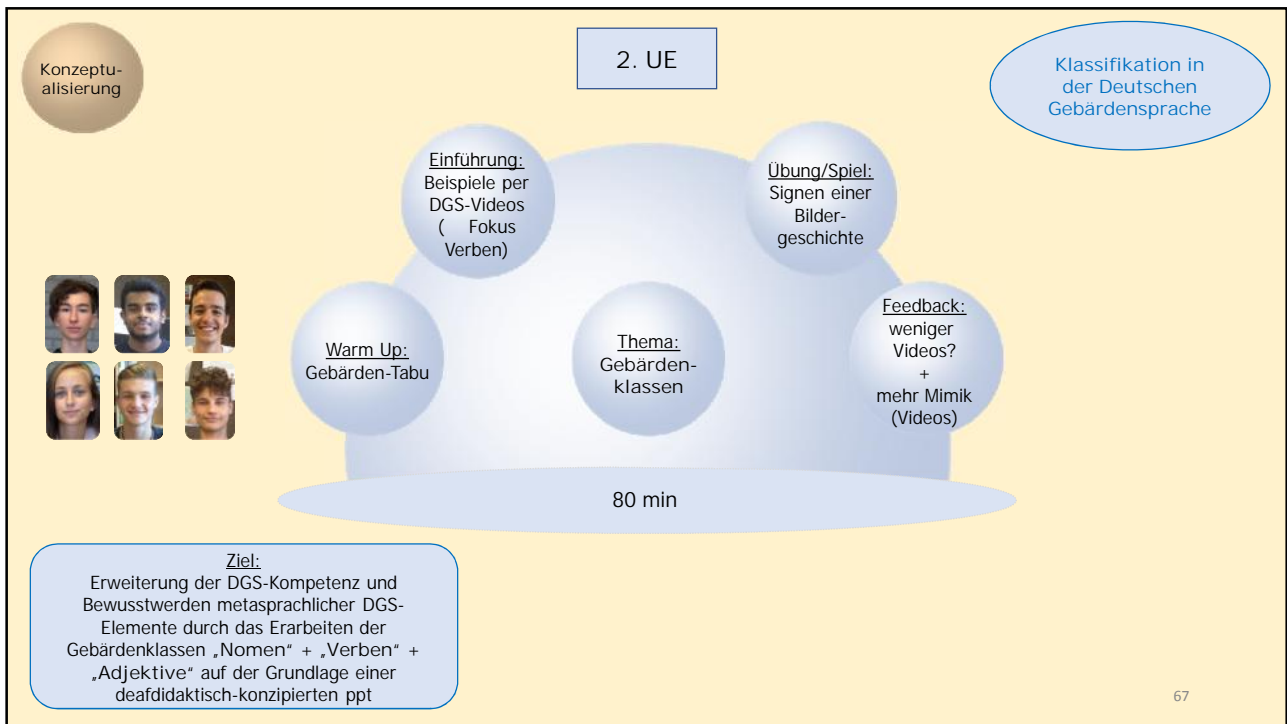 Konzeptu-
alisierung
2. UE
Klassifikation in
der Deutschen
Gebärdensprache
Einführung:
Beispiele per
DGS-Videos
( Fokus
Verben)
Übung/Spiel:
Signen einer
Bilder-
geschichte
Warm Up:
Gebärden-Tabu
Thema:
Gebärden-
klassen
Feedback:
weniger
Videos?
+
mehr Mimik
(Videos)
80 min
Ziel:
Erweiterung der DGS-Kompetenz und
Bewusstwerden metasprachlicher DGS-
Elemente durch das Erarbeiten der
Gebärdenklassen „Nomen“ + „Verben“ +
„Adjektive“ auf der Grundlage einer
deafdidaktisch-konzipierten ppt
67